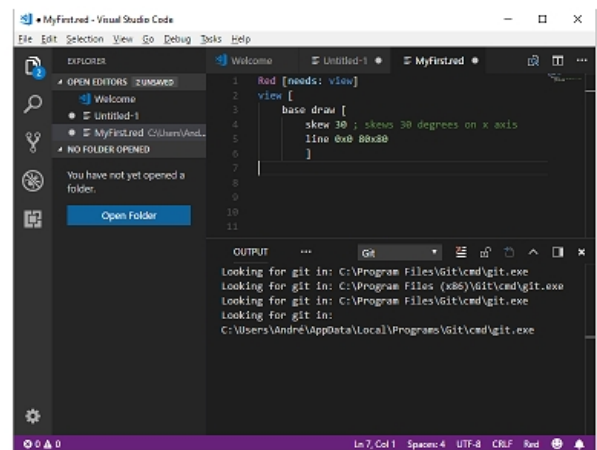 MyFirst.red - Visual Studio Code
File Edit Selection View Go Debug Tasks Help
EXPLORER
OPEN EDITORS 2 UNSAVED
Welcome
Untitled-1
MyFirst.red C:\Users\And...
NO FOLDER OPENED
You have not yet opened a
folder.
Open Folder
2
Welcome Untitled-1 MyFirst.red
1 Red [needs: view]
2 view [
3 base draw [
4 skew 30 ; skews 30 degrees on x axis
5 line 0x0 80x80
6 ]
7
8
9
10
11
OUTPUT ... Git
Looking for git in: C:\Program Files\Git\cmd\git.exe
Looking for git in: C:\Program Files (x86)\Git\cmd\git.exe
Looking for git in: C:\Program Files\Git\cmd\git.exe
Looking for git in:
C:\Users\André\AppData\Local\Programs\Git\cmd\git.exe
0 0 Ln 7, Col 1 Spaces: 4 UTF-8 CRLF Red